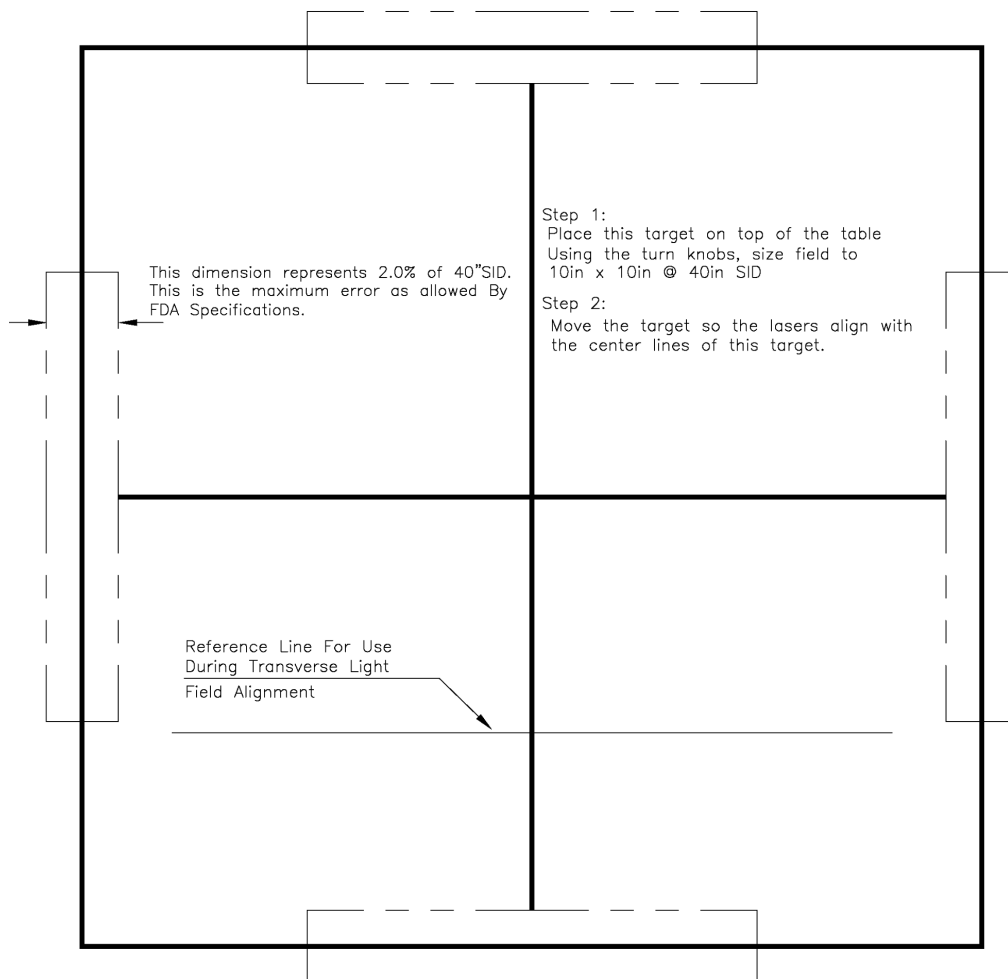 Step 1:
Place this target on top of the table
Using the turn knobs, size field to
10in x 10in @ 40in SID
Step 2:
Move the target so the lasers align with
the center lines of this target.
This dimension represents 2.0% of 40"SID.
This is the maximum error as allowed By
FDA Specifications.
Reference Line For Use
During Transverse Light
Field Alignment